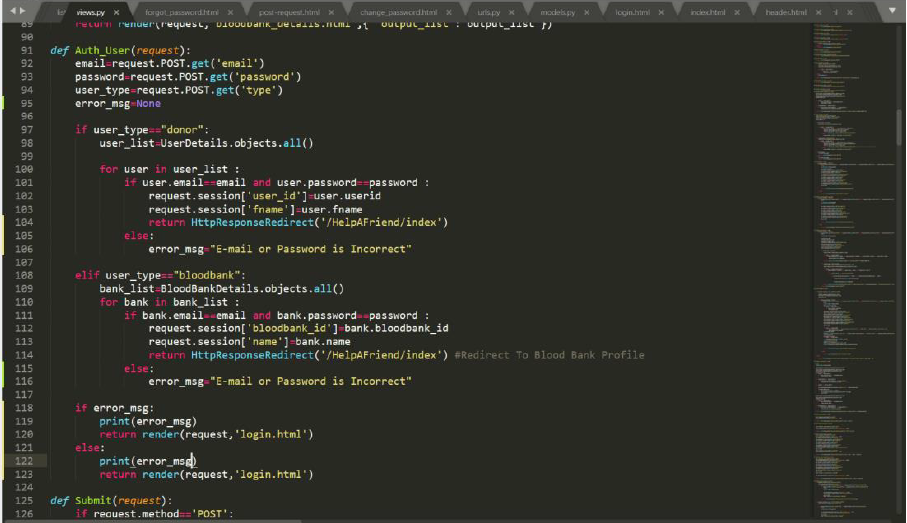 lis views.py × forgot_password.html × post-request.html × change_password.html × urls.py × models.py × login.html × index.html × header.html ×
89 return render(request,'bloodbank_details.html',{ 'output_list': output_list })
90
91 def Auth_User(request):
92 email=request.POST.get('email')
93 password=request.POST.get('password')
94 user_type=request.POST.get('type')
95 error_msg=None
96
97 if user_type=="donor":
98 user_list=UserDetails.objects.all()
99
100 for user in user_list :
101 if user.email==email and user.password==password :
102 request.session['user_id']=user.userid
103 request.session['fname']=user.fname
104 return HttpResponseRedirect('/HelpAFriend/index')
105 else:
106 error_msg="E-mail or Password is Incorrect"
107
108 elif user_type=="bloodbank":
109 bank_list=BloodBankDetails.objects.all()
110 for bank in bank_list :
111 if bank.email==email and bank.password==password :
112 request.session['bloodbank_id']=bank.bloodbank_id
113 request.session['name']=bank.name
114 return HttpResponseRedirect('/HelpAFriend/index') #Redirect To Blood Bank Profile
115 else:
116 error_msg="E-mail or Password is Incorrect"
117
118 if error_msg:
119 print(error_msg)
120 return render(request,'login.html')
121 else:
122 print(error_msg)
123 return render(request,'login.html')
124
125 def Submit(request):
126 if request.method=='POST':